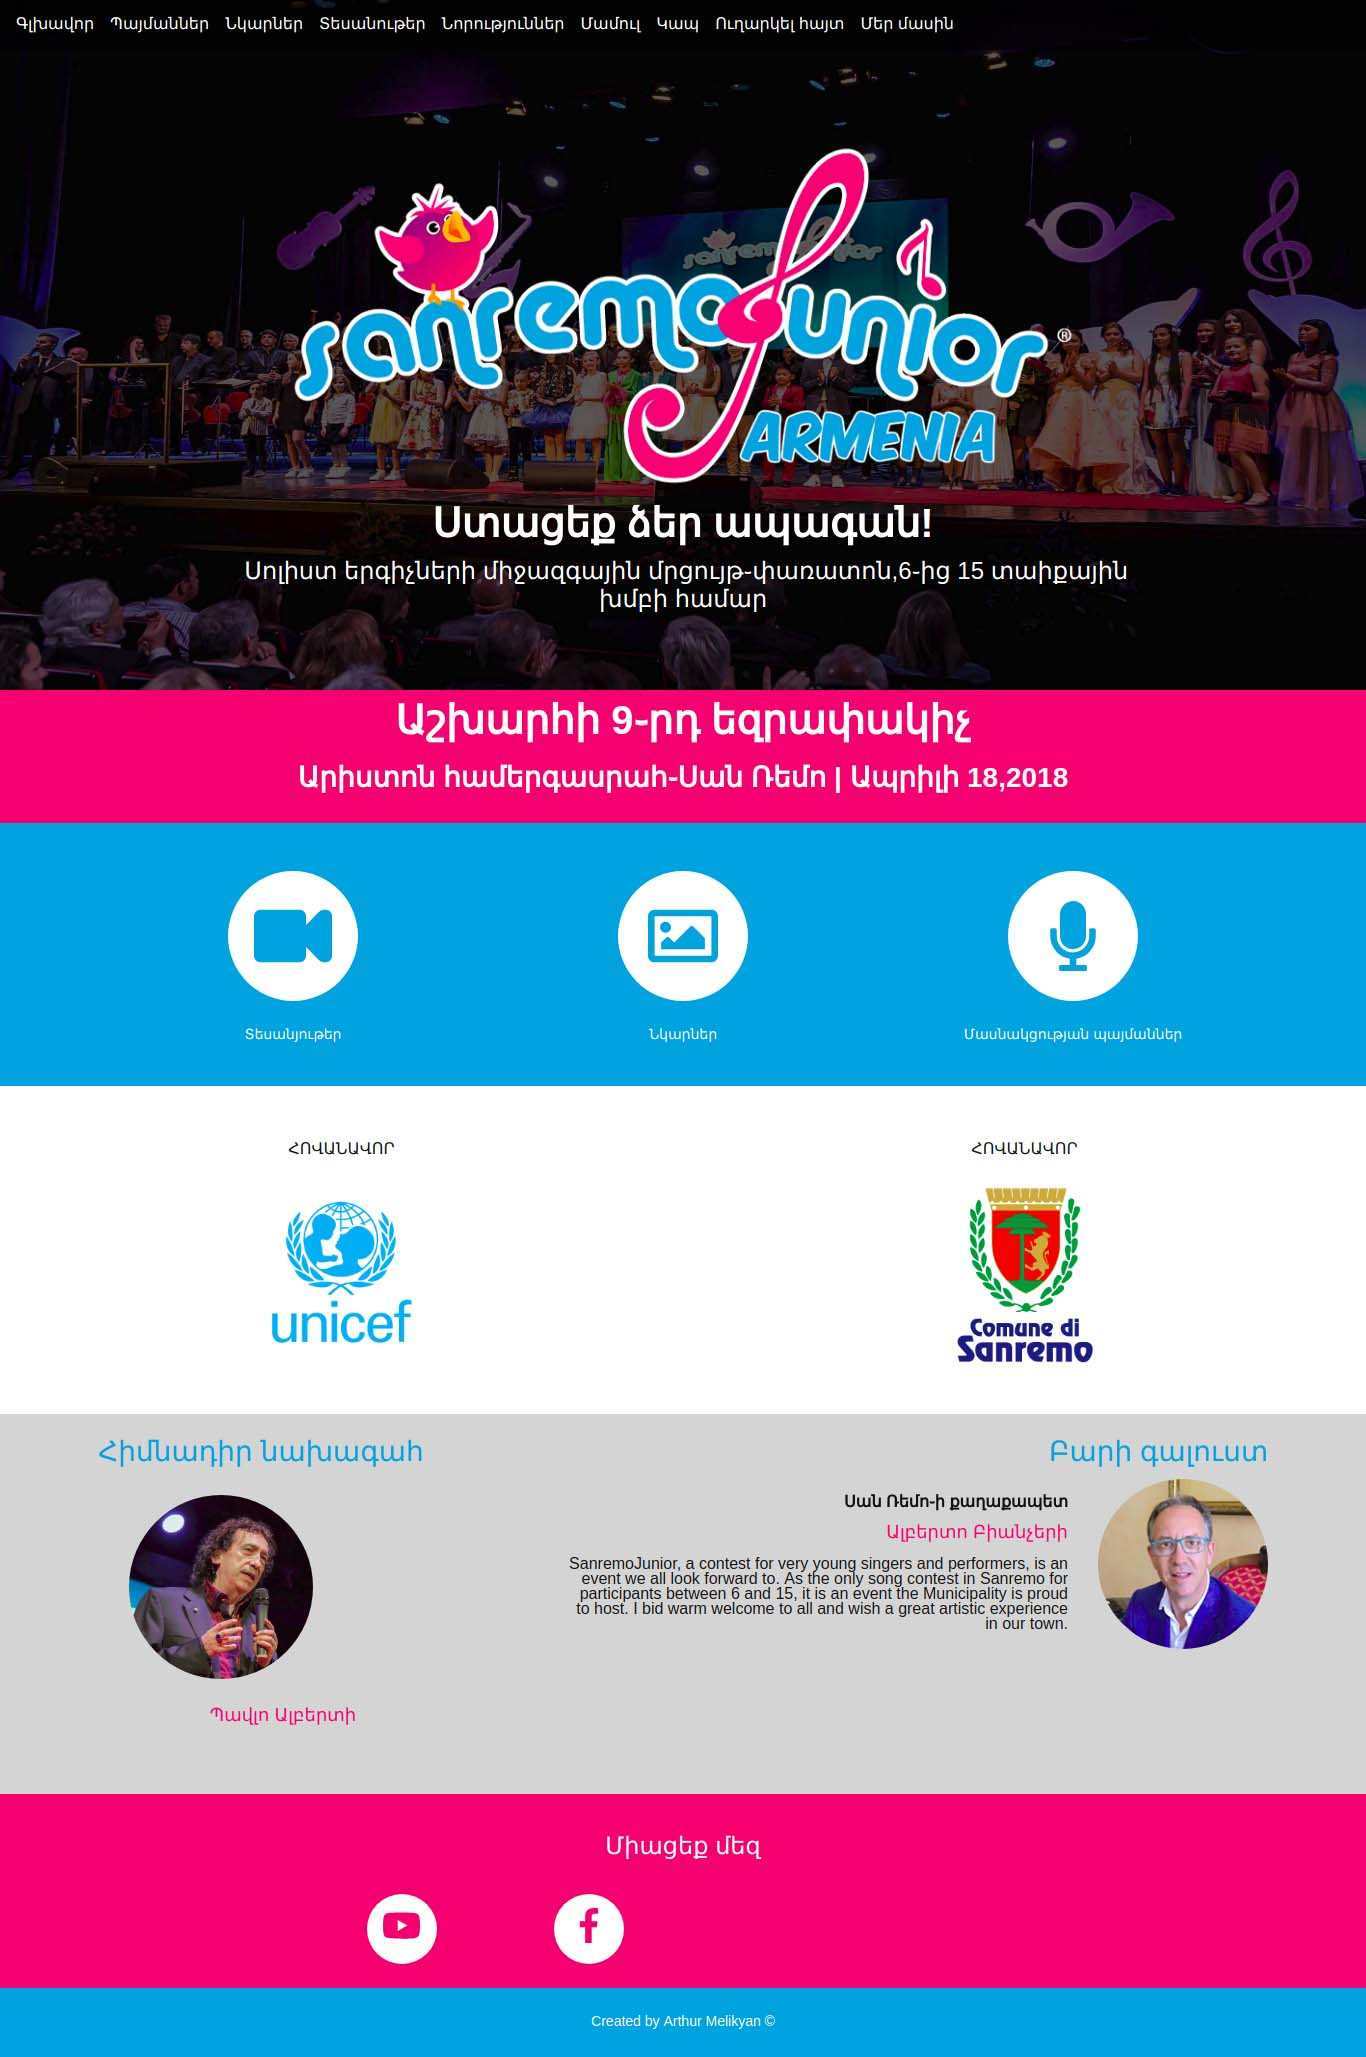 Գլխավոր Պայմաններ Նկարներ Տեսանութեր Նորություններ Մամուլ Կապ Ուղարկել հայտ Մեր մասին
sanremo Junior ®
ARMENIA
Ստացեք ձեր ապագան!
Սոլիստ երգիչների միջազգային մրցույթ-փառատոն,6-ից 15 տաիքային
խմբի համար
Աշխարհի 9-րդ եզրափակիչ
Արիստոն համերգասրահ-Սան Ռեմո | Ապրիլի 18,2018
Տեսանյութեր Նկարներ Մասնակցության պայմաններ
ՀՈՎԱՆԱՎՈՐ ՀՈՎԱՆԱՎՈՐ
unicef
Comune di
Sanremo
Հիմնադիր նախագահ
Պավլո Ալբերտի
Բարի գալուստ
Սան Ռեմո-ի քաղաքապետ
Ալբերտո Բիանչերի
SanremoJunior, a contest for very young singers and performers, is an
event we all look forward to. As the only song contest in Sanremo for
participants between 6 and 15, it is an event the Municipality is proud
to host. I bid warm welcome to all and wish a great artistic experience
in our town.
Միացեք մեզ
Created by Arthur Melikyan ©